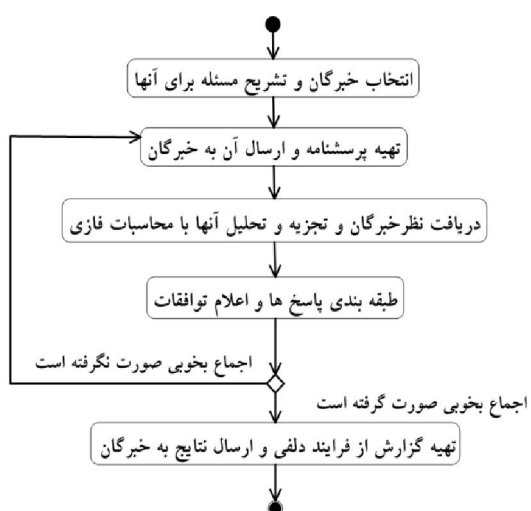 انتخاب خبرگان و تشریح مسئله برای آنها
تهیه پرسشنامه و ارسال آن به خبرگان
دریافت نظرخبرگان و تجزیه و تحلیل آنها با محاسبات فازی
طبقه بندی پاسخ ها و اعلام توافقات
اجماع بخوبی صورت نگرفته است
اجماع بخوبی صورت گرفته است
تهیه گزارش از فرایند دلفی و ارسال نتایج به خبرگان